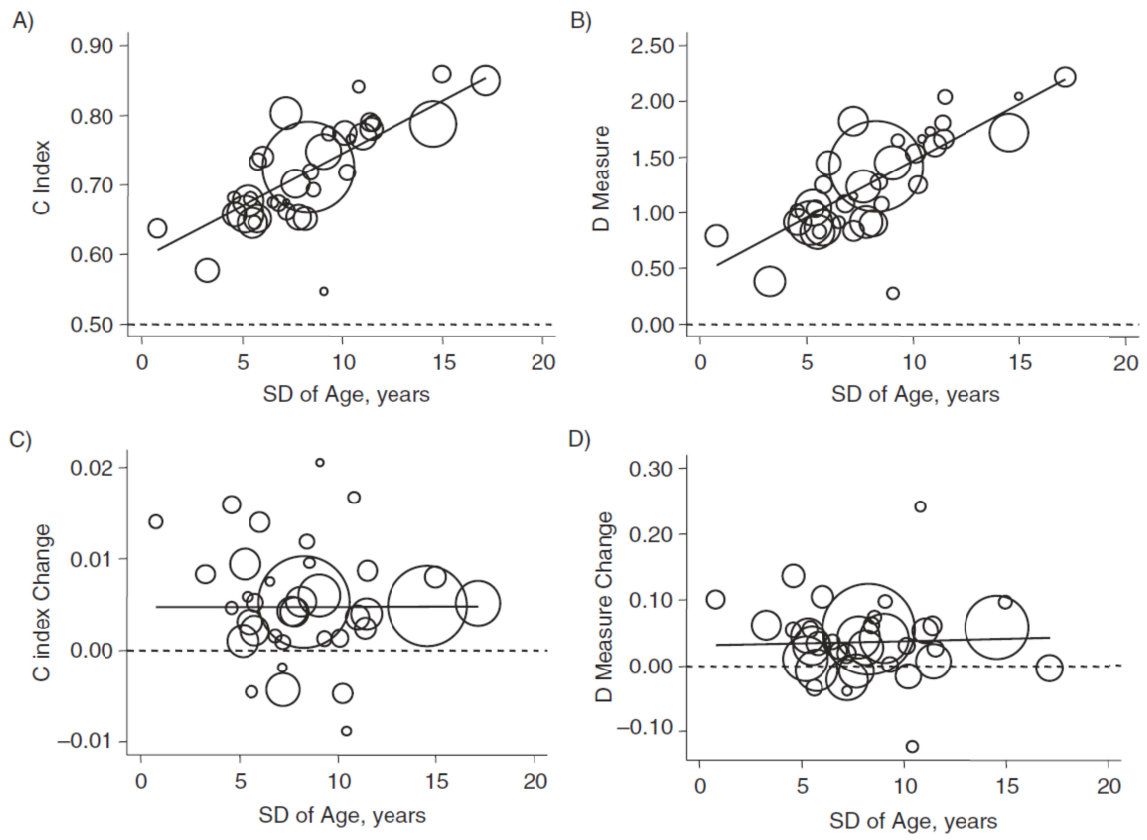 A)
C Index
0.90
0.80
0.70
0.60
0.50
0 5 10 15 20
SD of Age, years
B)
D Measure
2.50
2.00
1.50
1.00
0.50
0.00
0 5 10 15 20
SD of Age, years
C)
C index Change
0.02
0.01
0.00
–0.01
0 5 10 15 20
SD of Age, years
D)
D Measure Change
0.30
0.20
0.10
0.00
–0.10
0 5 10 15 20
SD of Age, years